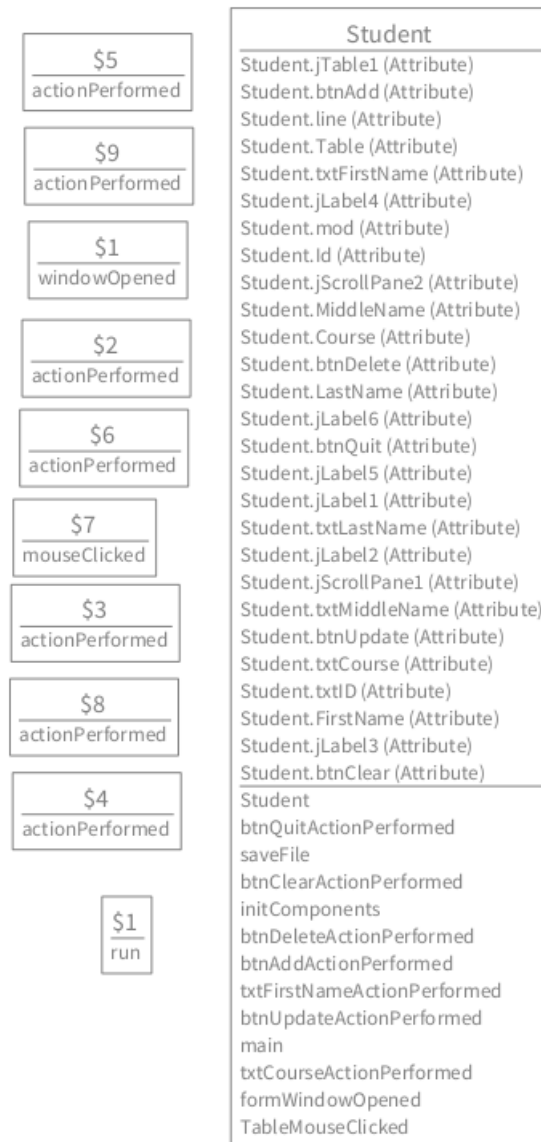 $5
actionPerformed
$9
actionPerformed
$1
windowOpened
$2
actionPerformed
$6
actionPerformed
$7
mouseClicked
$3
actionPerformed
$8
actionPerformed
$4
actionPerformed
$1
run
Student
Student.jTable1 (Attribute)
Student.btnAdd (Attribute)
Student.line (Attribute)
Student.Table (Attribute)
Student.txtFirstName (Attribute)
Student.jLabel4 (Attribute)
Student.mod (Attribute)
Student.Id (Attribute)
Student.jScrollPane2 (Attribute)
Student.MiddleName (Attribute)
Student.Course (Attribute)
Student.btnDelete (Attribute)
Student.LastName (Attribute)
Student.jLabel6 (Attribute)
Student.btnQuit (Attribute)
Student.jLabel5 (Attribute)
Student.jLabel1 (Attribute)
Student.txtLastName (Attribute)
Student.jLabel2 (Attribute)
Student.jScrollPane1 (Attribute)
Student.txtMiddleName (Attribute)
Student.btnUpdate (Attribute)
Student.txtCourse (Attribute)
Student.txtID (Attribute)
Student.FirstName (Attribute)
Student.jLabel3 (Attribute)
Student.btnClear (Attribute)
Student
btnQuitActionPerformed
saveFile
btnClearActionPerformed
initComponents
btnDeleteActionPerformed
btnAddActionPerformed
txtFirstNameActionPerformed
btnUpdateActionPerformed
main
txtCourseActionPerformed
formWindowOpened
TableMouseClicked